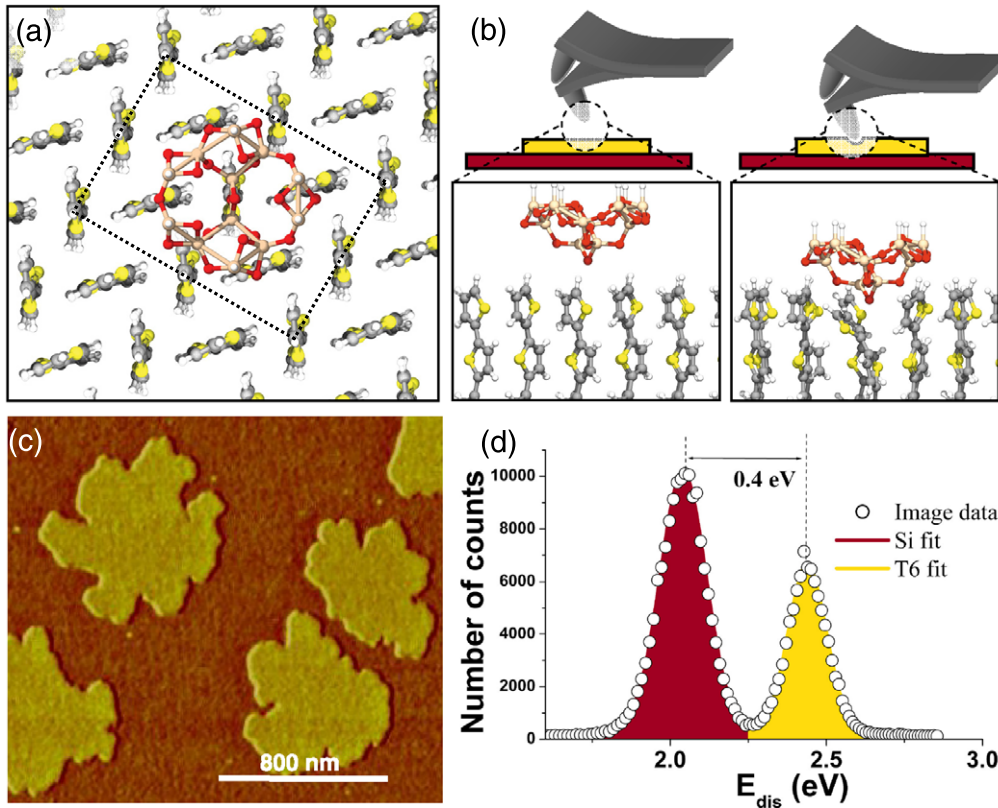 (a)
(b)
(c)
800 nm
(d)
0.4 eV
Image data
Si fit
T6 fit
Number of counts
10000
8000
6000
4000
2000
0
2.0
2.5
3.0
E_dis (eV)